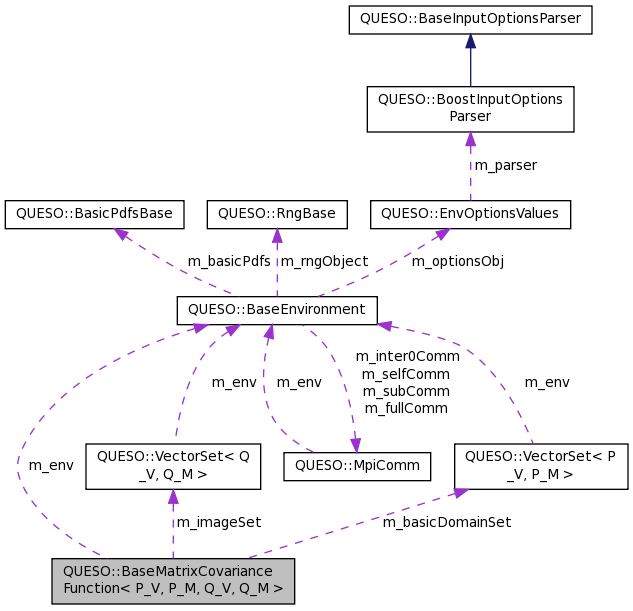 QUESO::BaseInputOptionsParser
QUESO::BoostInputOptions
Parser
m_parser
QUESO::BasicPdfsBase
QUESO::RngBase
QUESO::EnvOptionsValues
m_basicPdfs
m_rngObject
m_optionsObj
QUESO::BaseEnvironment
m_inter0Comm
m_selfComm
m_subComm
m_fullComm
m_env
m_env
m_env
m_env
QUESO::VectorSet< Q
_V, Q_M >
QUESO::MpiComm
QUESO::VectorSet< P
_V, P_M >
m_imageSet
m_basicDomainSet
QUESO::BaseMatrixCovariance
Function< P_V, P_M, Q_V, Q_M >